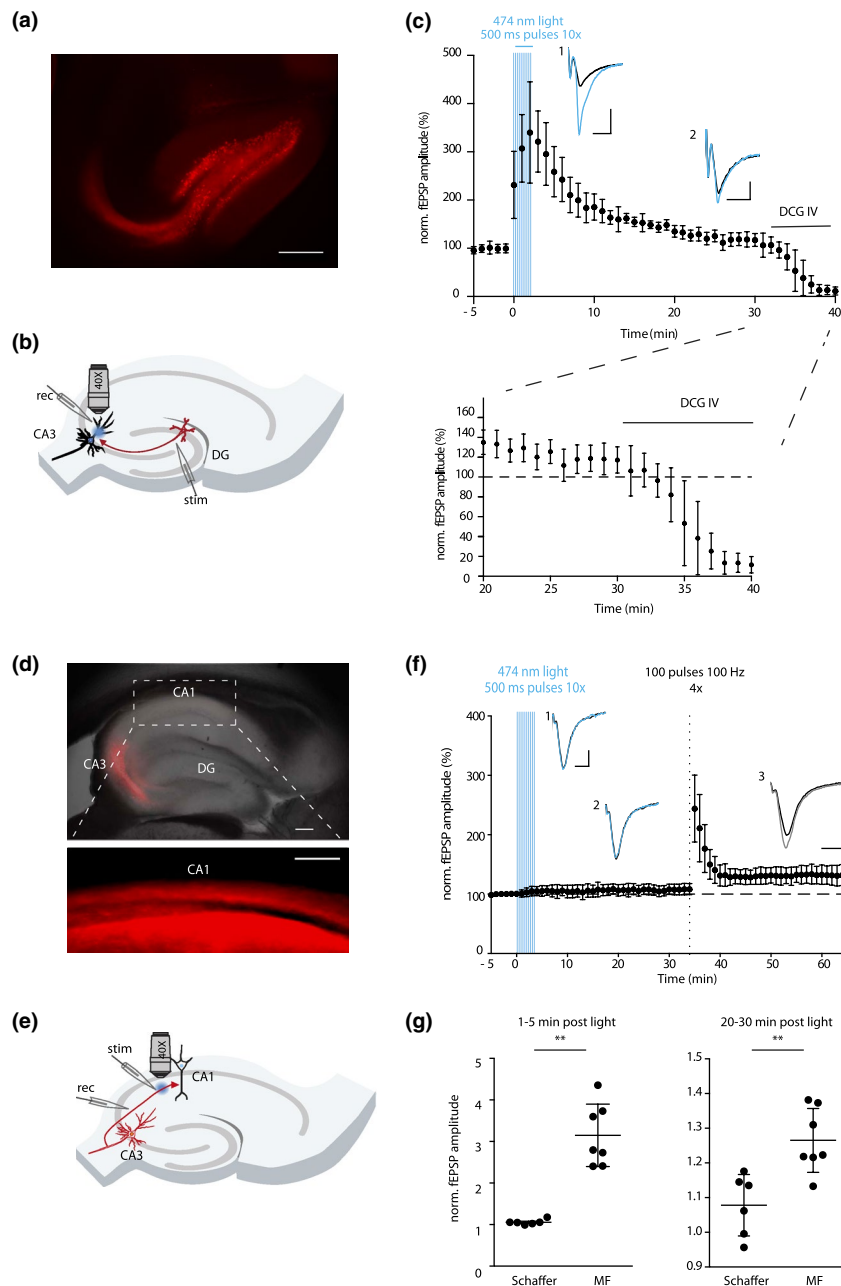 (a)
(b)
40X
rec
CA3
DG
stim
(c)
474 nm light
500 ms pulses 10x
1
2
DCG IV
norm. fEPSP amplitude (%)
500
400
300
200
100
0
- 5
0
10
20
30
40
Time (min)
DCG IV
norm. fEPSP amplitude (%)
160
140
120
100
80
60
40
20
0
20
25
30
35
40
Time (min)
(d)
CA1
CA3
DG
CA1
(e)
40X
stim
rec
CA1
CA3
(f)
474 nm light
500 ms pulses 10x
100 pulses 100 Hz
4x
1
2
3
norm. fEPSP amplitude (%)
400
300
200
100
0
-5
0
10
20
30
40
50
60
Time (min)
(g)
1-5 min post light
**
norm. fEPSP amplitude
5
4
3
2
1
0
Schaffer
MF
20-30 min post light
**
1.5
1.4
1.3
1.2
1.1
1.0
0.9
Schaffer
MF